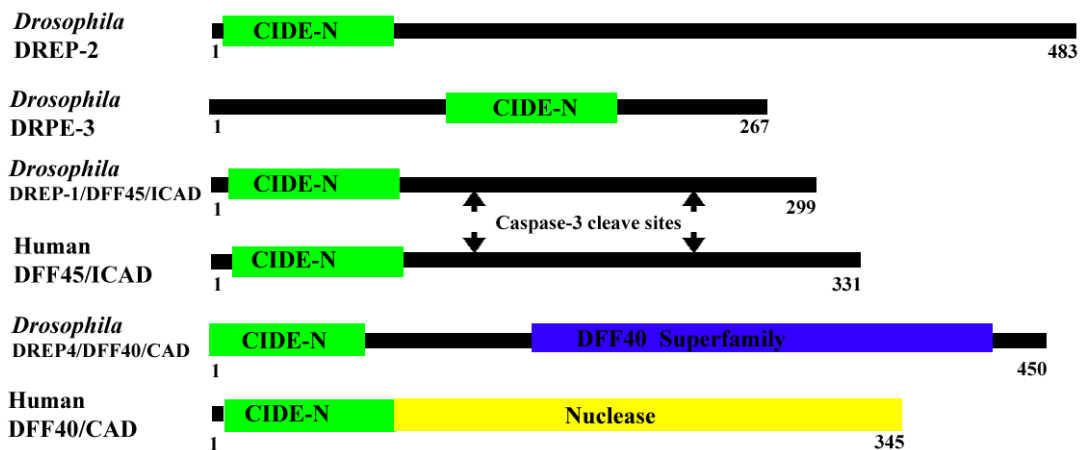 Drosophila
DREP-2
CIDE-N
1
483
Drosophila
DRPE-3
CIDE-N
1
267
Drosophila
DREP-1/DFF45/ICAD
CIDE-N
1
299
Caspase-3 cleave sites
Human
DFF45/ICAD
CIDE-N
1
331
Drosophila
DREP4/DFF40/CAD
CIDE-N
DFF40 Superfamily
1
450
Human
DFF40/CAD
CIDE-N
Nuclease
1
345